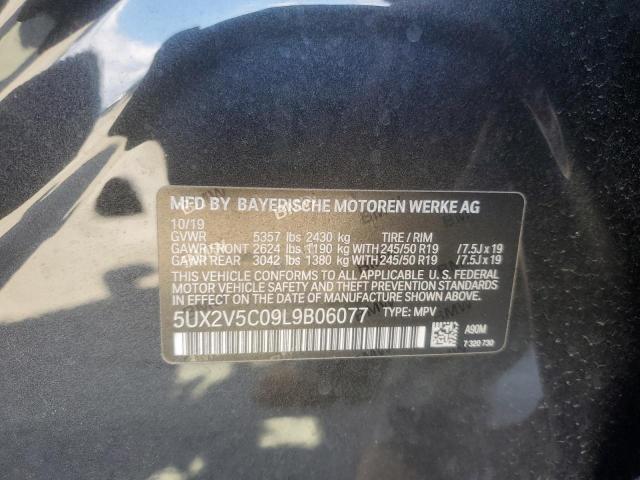 MFD BY BAYERISCHE MOTOREN WERKE AG
10/19
GVWR 5357 lbs 2430 kg TIRE / RIM
GAWR FRONT 2624 lbs 1190 kg WITH 245/50 R19 /7.5J x 19
GAWR REAR 3042 lbs 1380 kg WITH 245/50 R19 /7.5J x 19
THIS VEHICLE CONFORMS TO ALL APPLICABLE U. S. FEDERAL
MOTOR VEHICLE SAFETY AND THEFT PREVENTION STANDARDS
IN EFFECT ON THE DATE OF MANUFACTURE SHOWN ABOVE.
5UX2V5C09L9B06077 TYPE: MPV
A90M
7 320 730